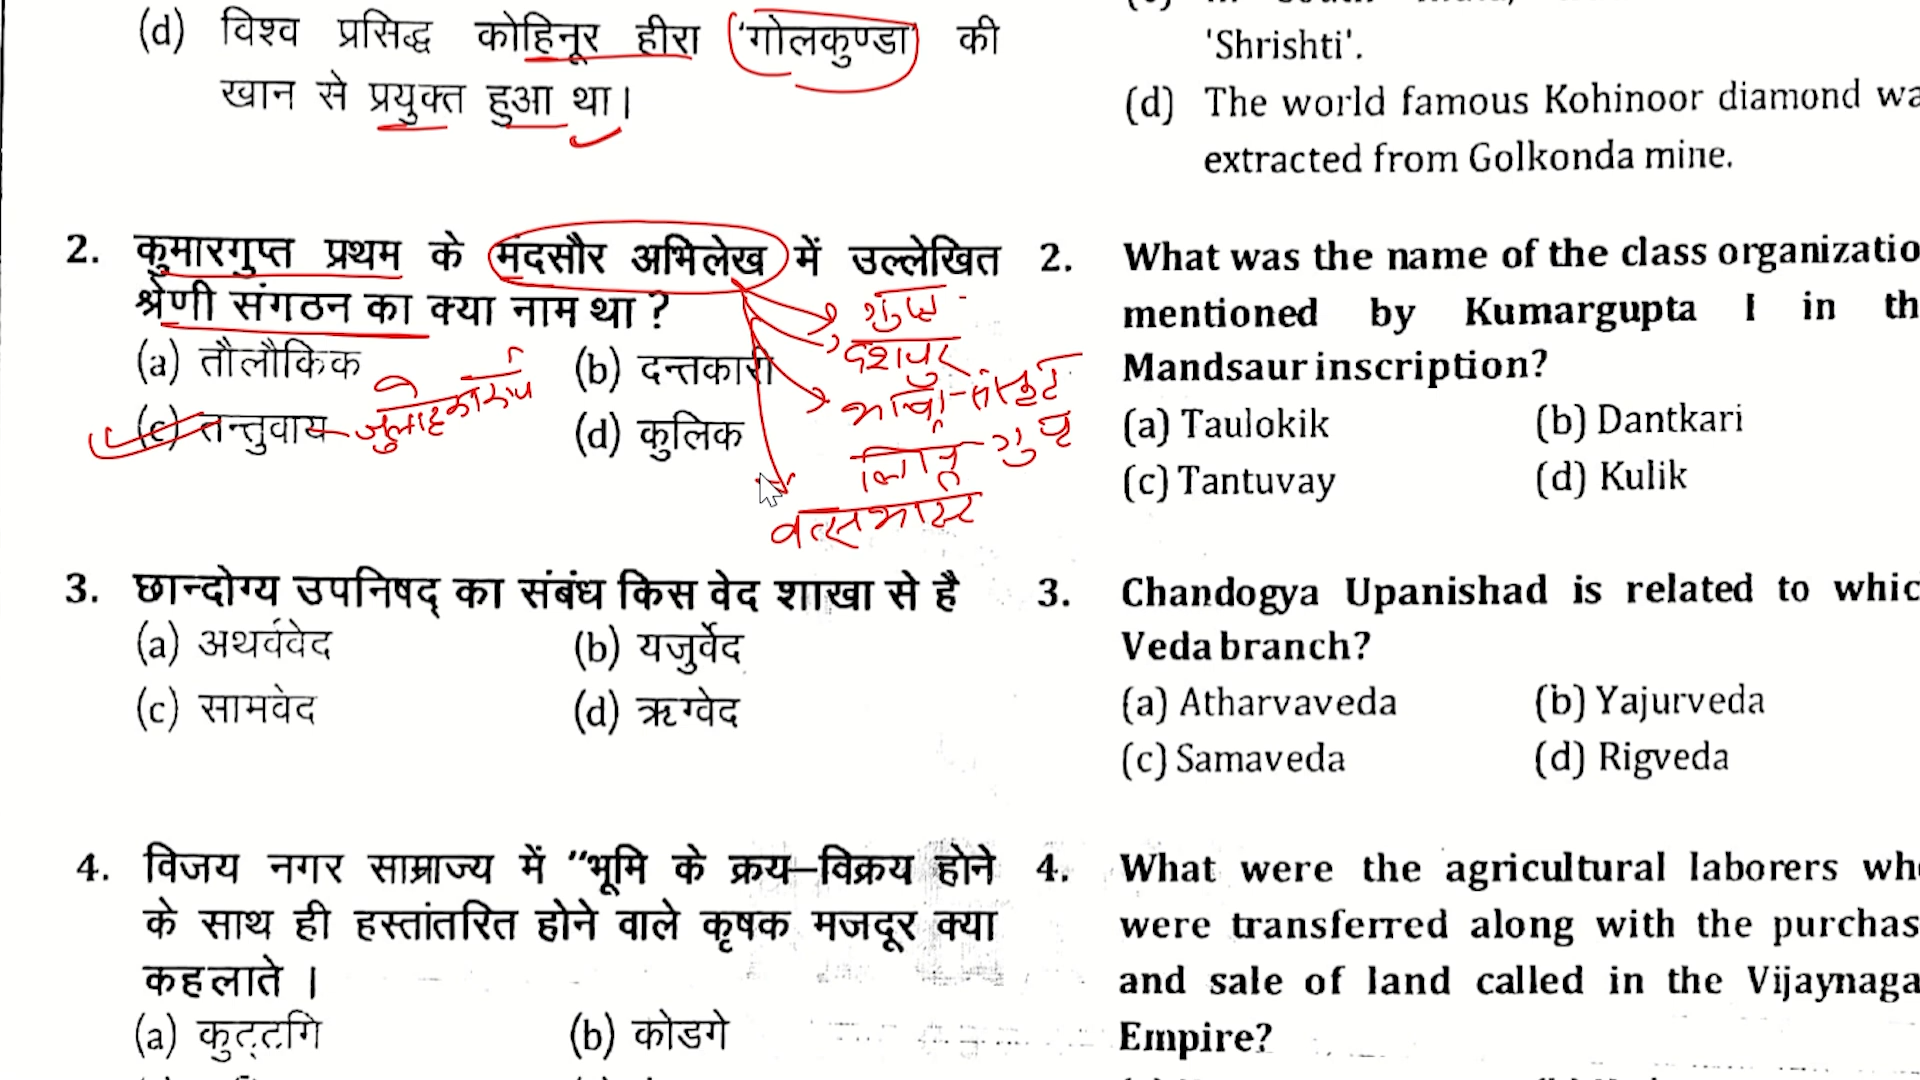 (d) विश्व प्रसिद्ध कोहिनूर हीरा 'गोलकुण्डा' की
खान से प्रयुक्त हुआ था।
2. कुमारगुप्त प्रथम के मंदसौर अभिलेख में उल्लेखित
श्रेणी संगठन का क्या नाम था ?
(a) तौलौकिक (b) दन्तकारी
(c) तन्तुवाय (d) कुलिक
गुप्त
दशपुर
भाषा-संस्कृत
लिपि गुप्त
वत्सभट्टि
3. छान्दोग्य उपनिषद् का संबंध किस वेद शाखा से है
(a) अथर्ववेद (b) यजुर्वेद
(c) सामवेद (d) ऋग्वेद
4. विजय नगर साम्राज्य में "भूमि के क्रय–विक्रय होने
के साथ ही हस्तांतरित होने वाले कृषक मजदूर क्या
कहलाते ।
(a) कुट्टगि (b) कोडगे
'Shrishti'.
(d) The world famous Kohinoor diamond wa
extracted from Golkonda mine.
2. What was the name of the class organizatio
mentioned by Kumargupta I in th
Mandsaur inscription?
(a) Taulokik (b) Dantkari
(c) Tantuvay (d) Kulik
3. Chandogya Upanishad is related to whic
Veda branch?
(a) Atharvaveda (b) Yajurveda
(c) Samaveda (d) Rigveda
4. What were the agricultural laborers wh
were transferred along with the purchas
and sale of land called in the Vijaynaga
Empire?